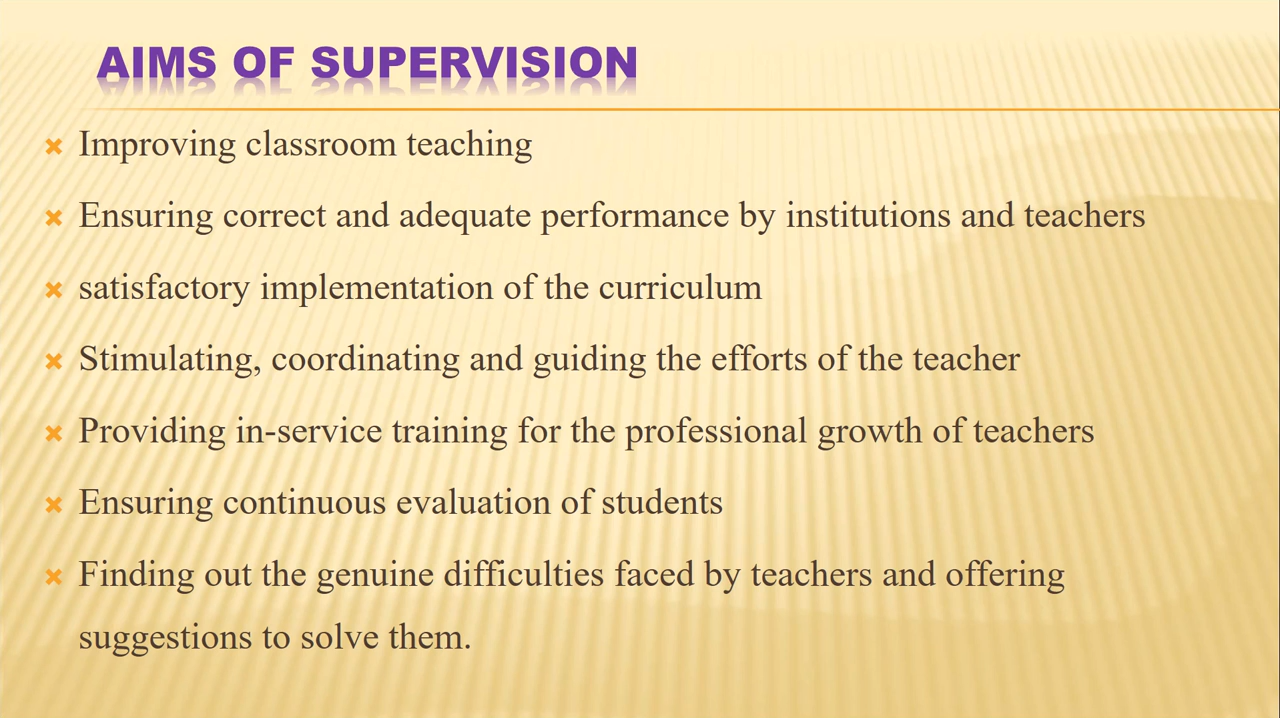 AIMS OF SUPERVISION
Improving classroom teaching
Ensuring correct and adequate performance by institutions and teachers
satisfactory implementation of the curriculum
Stimulating, coordinating and guiding the efforts of the teacher
Providing in-service training for the professional growth of teachers
Ensuring continuous evaluation of students
Finding out the genuine difficulties faced by teachers and offering
suggestions to solve them.